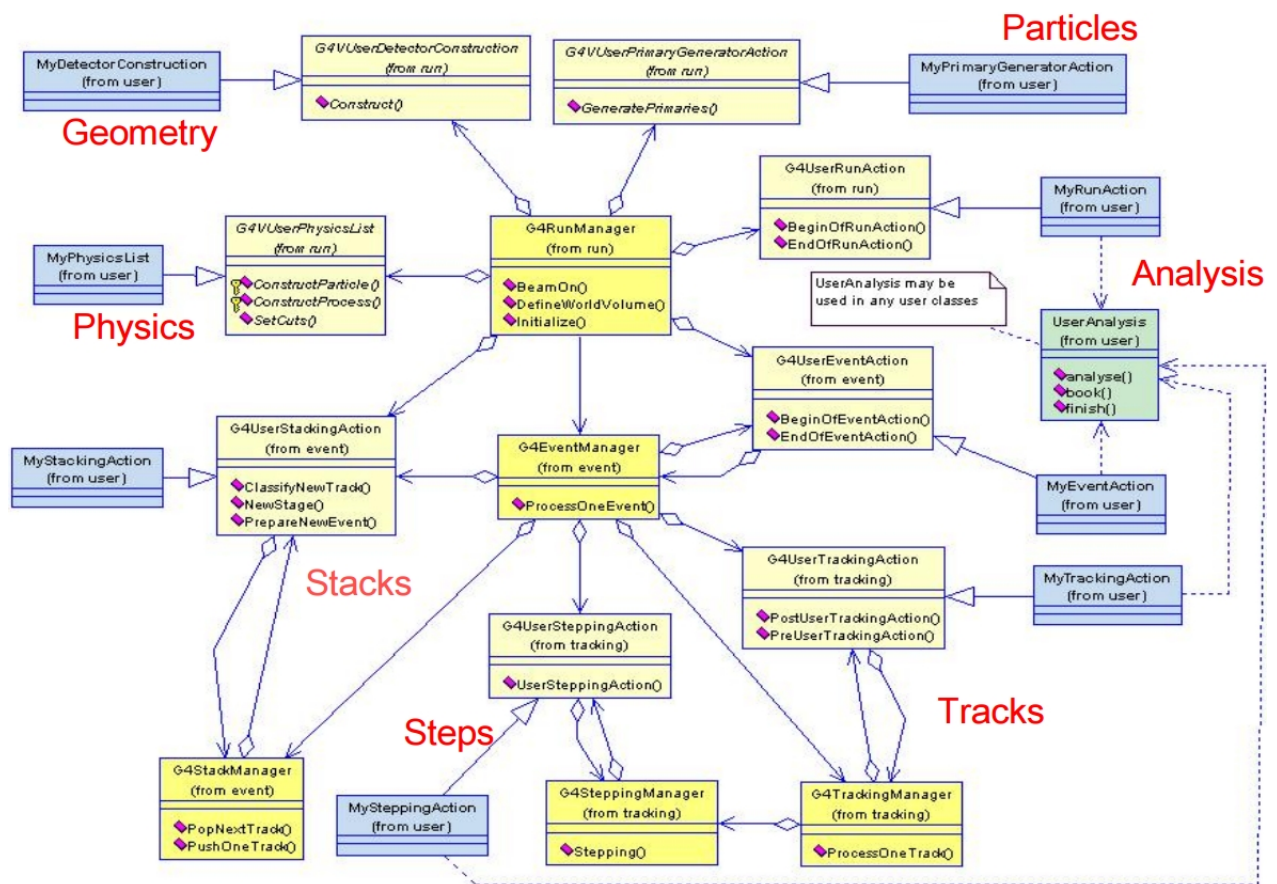 Particles
G4VUserDetectorConstruction
(from run)
Construct()
G4VUserPrimaryGeneratorAction
(from run)
GeneratePrimaries()
MyDetectorConstruction
(from user)
MyPrimaryGeneratorAction
(from user)
Geometry
G4UserRunAction
(from run)
BeginOfRunAction()
EndOfRunAction()
MyRunAction
(from user)
G4VUserPhysicsList
(from run)
ConstructParticle()
ConstructProcess()
SetCuts()
G4RunManager
(from run)
BeamOn()
DefineWorldVolume()
Initialize()
MyPhysicsList
(from user)
Physics
UserAnalysis may be
used in any user classes
Analysis
UserAnalysis
(from user)
analyse()
book()
finish()
G4UserEventAction
(from event)
BeginOfEventAction()
EndOfEventAction()
G4UserStackingAction
(from event)
ClassifyNewTrack()
NewStage()
PrepareNewEvent()
G4EventManager
(from event)
ProcessOneEvent()
MyStackingAction
(from user)
MyEventAction
(from user)
Stacks
G4UserTrackingAction
(from tracking)
PostUserTrackingAction()
PreUserTrackingAction()
MyTrackingAction
(from user)
G4UserSteppingAction
(from tracking)
UserSteppingAction()
Steps
Tracks
G4StackManager
(from event)
PopNextTrack()
PushOneTrack()
MySteppingAction
(from user)
G4SteppingManager
(from tracking)
Stepping()
G4TrackingManager
(from tracking)
ProcessOneTrack()